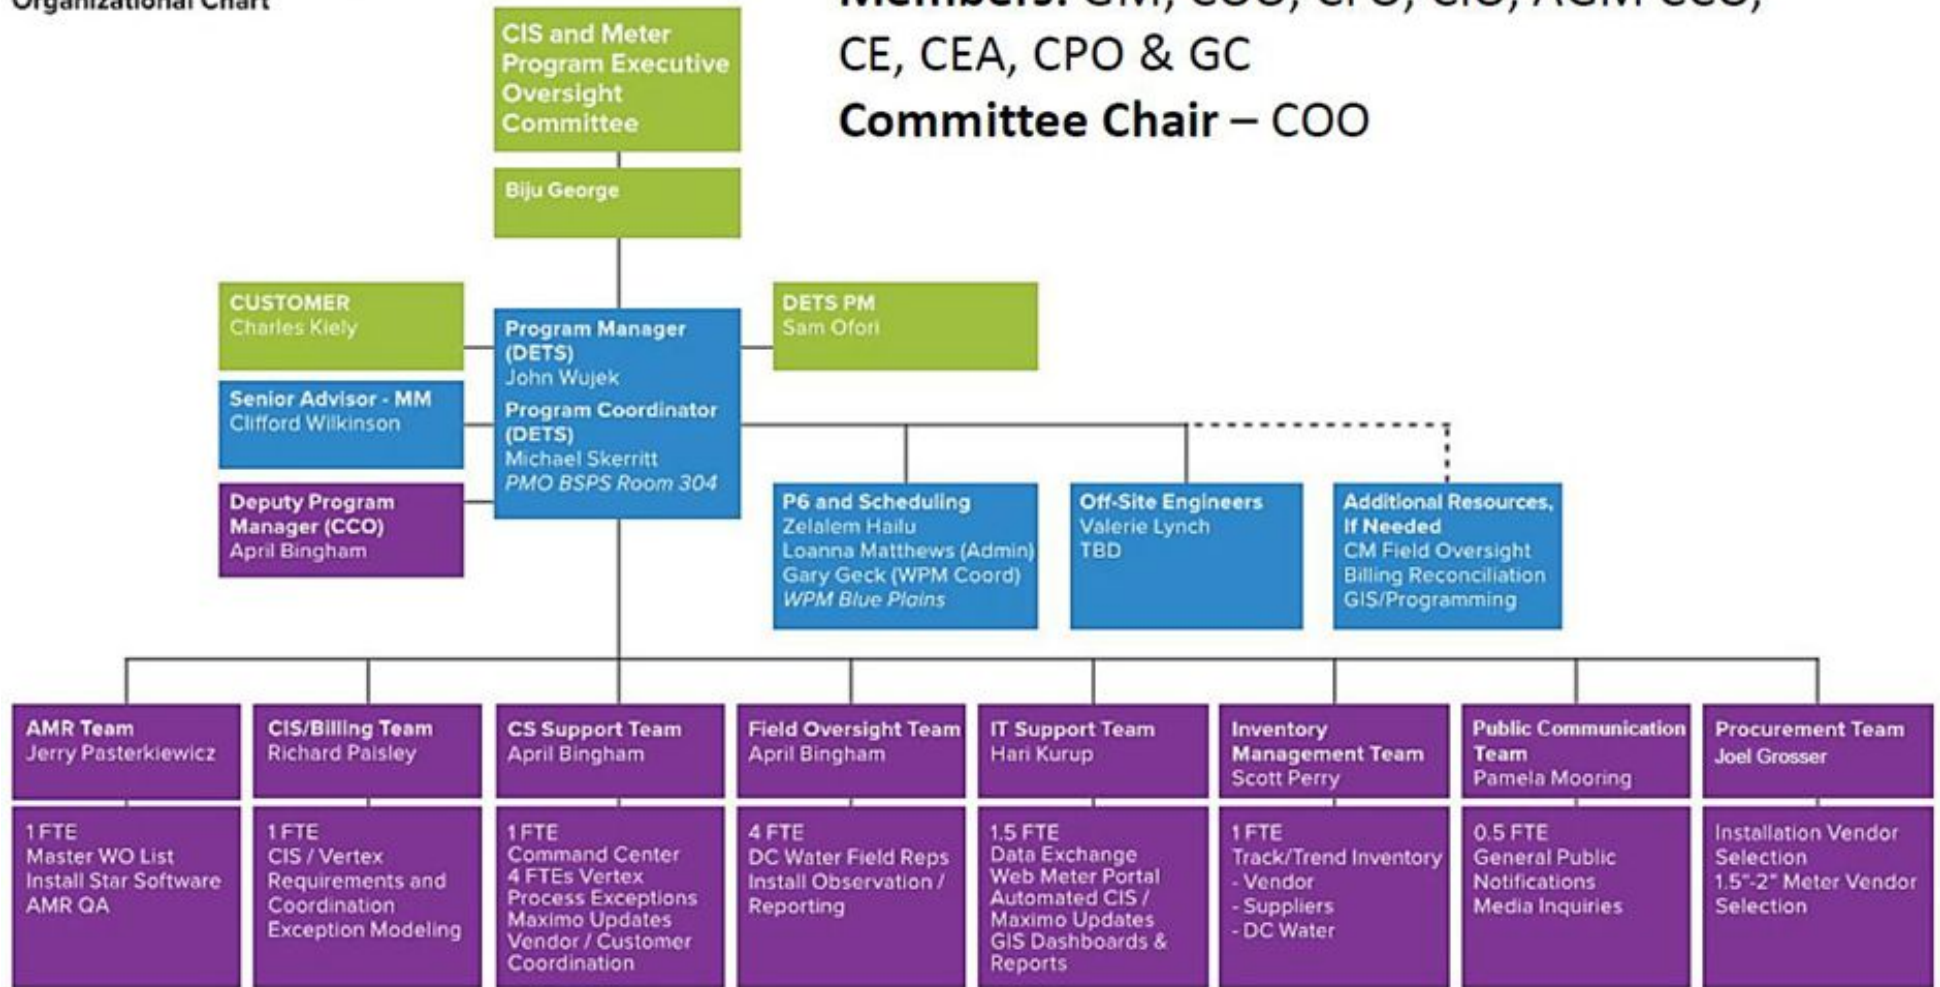 Organizational Chart
Members: GM, COO, CFO, CIO, AGM CCO,
CE, CEA, CPO & GC
Committee Chair – COO
CIS and Meter
Program Executive
Oversight
Committee
Biju George
CUSTOMER
Charles Kiely
DETS PM
Sam Ofori
Program Manager
(DETS)
John Wujek
Program Coordinator
(DETS)
Michael Skerritt
PMO BSPS Room 304
Senior Advisor - MM
Clifford Wilkinson
Deputy Program
Manager (CCO)
April Bingham
P6 and Scheduling
Zelalem Hailu
Loanna Matthews (Admin)
Gary Geck (WPM Coord)
WPM Blue Plains
Off-Site Engineers
Valerie Lynch
TBD
Additional Resources,
If Needed
CM Field Oversight
Billing Reconciliation
GIS/Programming
AMR Team
Jerry Pasterkiewicz
1 FTE
Master WO List
Install Star Software
AMR QA
CIS/Billing Team
Richard Paisley
1 FTE
CIS / Vertex
Requirements and
Coordination
Exception Modeling
CS Support Team
April Bingham
1 FTE
Command Center
4 FTEs Vertex
Process Exceptions
Maximo Updates
Vendor / Customer
Coordination
Field Oversight Team
April Bingham
4 FTE
DC Water Field Reps
Install Observation /
Reporting
IT Support Team
Hari Kurup
1.5 FTE
Data Exchange
Web Meter Portal
Automated CIS /
Maximo Updates
GIS Dashboards &
Reports
Inventory
Management Team
Scott Perry
1 FTE
Track/Trend Inventory
- Vendor
- Suppliers
- DC Water
Public Communication
Team
Pamela Mooring
0.5 FTE
General Public
Notifications
Media Inquiries
Procurement Team
Joel Grosser
Installation Vendor
Selection
1.5"-2" Meter Vendor
Selection